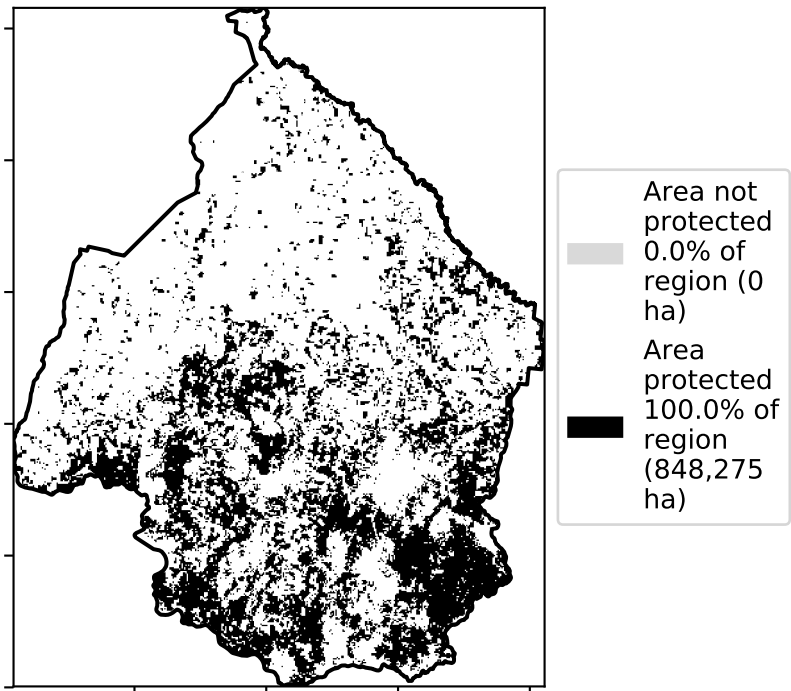 Area not
protected
0.0% of
region (0
ha)
Area
protected
100.0% of
region
(848,275
ha)